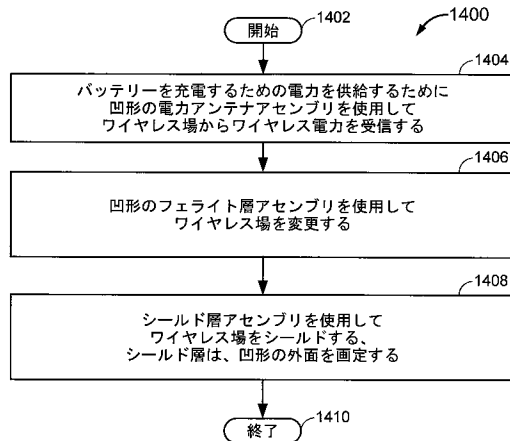 1400
開始
1402
1404
バッテリーを充電するための電力を供給するために
凹形の電力アンテナアセンブリを使用して
ワイヤレス場からワイヤレス電力を受信する
1406
凹形のフェライト層アセンブリを使用して
ワイヤレス場を変更する
1408
シールド層アセンブリを使用して
ワイヤレス場をシールドする、
シールド層は、凹形の外面を画定する
1410
終了